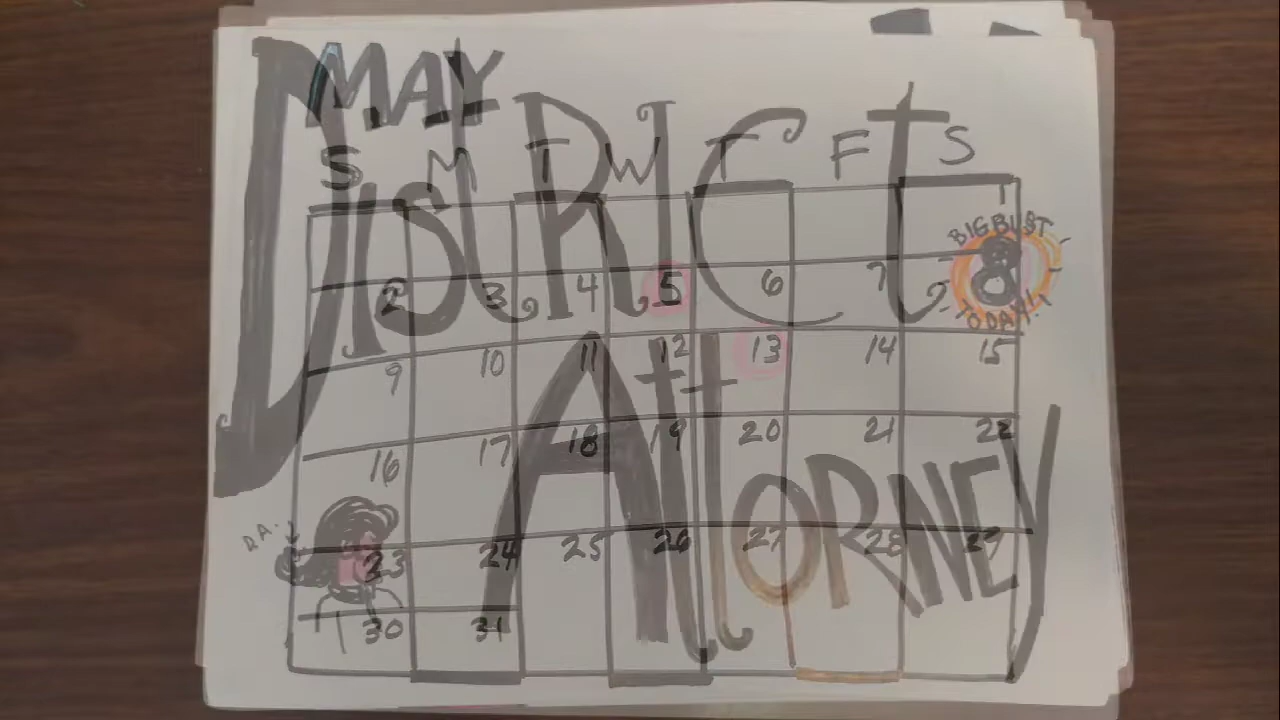 MAY
DISTRICT
S M T W T F S
1
BIG BUST
2 3 4 5 6 7 8
TODAY!!
9 10 11 12 13 14 15
ATTORNEY
16 17 18 19 20 21 22
D.A.
23 24 25 26 27 28 29
30 31